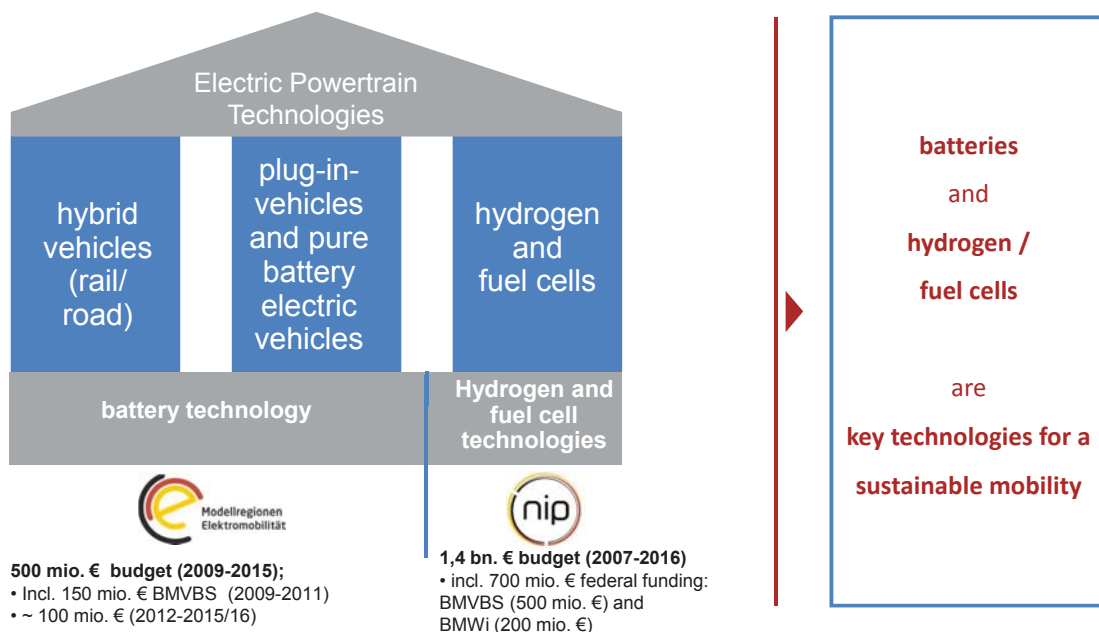 Electric Powertrain
Technologies
hybrid
vehicles
(rail/
road)
plug-in-
vehicles
and pure
battery
electric
vehicles
hydrogen
and
fuel cells
battery technology
Hydrogen and
fuel cell
technologies
e
Modellregionen
Elektromobilität
nip
500 mio. € budget (2009-2015);
• Incl. 150 mio. € BMVBS (2009-2011)
• ~ 100 mio. € (2012-2015/16)
1,4 bn. € budget (2007-2016)
• incl. 700 mio. € federal funding:
BMVBS (500 mio. €) and
BMWi (200 mio. €)
batteries
and
hydrogen /
fuel cells
are
key technologies for a
sustainable mobility